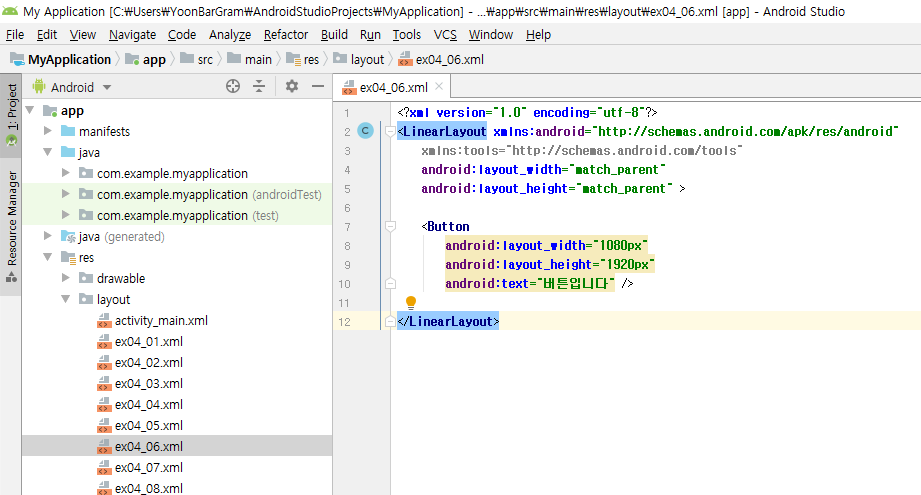 My Application [C:₩Users₩YoonBarGram₩AndroidStudioProjects₩MyApplication] - ...₩app₩src₩main₩res₩layout₩ex04_06.xml [app] - Android Studio
File Edit View Navigate Code Analyze Refactor Build Run Tools VCS Window Help
MyApplication app src main res layout ex04_06.xml
1: Project
Resource Manager
Android
app
manifests
java
com.example.myapplication
com.example.myapplication (androidTest)
com.example.myapplication (test)
java (generated)
res
drawable
layout
activity_main.xml
ex04_01.xml
ex04_02.xml
ex04_03.xml
ex04_04.xml
ex04_05.xml
ex04_06.xml
ex04_07.xml
ex04_08.xml
ex04_06.xml
1 <?xml version="1.0" encoding="utf-8"?>
2 C <LinearLayout xmlns:android="http://schemas.android.com/apk/res/android"
3 xmlns:tools="http://schemas.android.com/tools"
4 android:layout_width="match_parent"
5 android:layout_height="match_parent" >
6
7 <Button
8 android:layout_width="1080px"
9 android:layout_height="1920px"
10 android:text="버튼입니다" />
11
12 </LinearLayout>